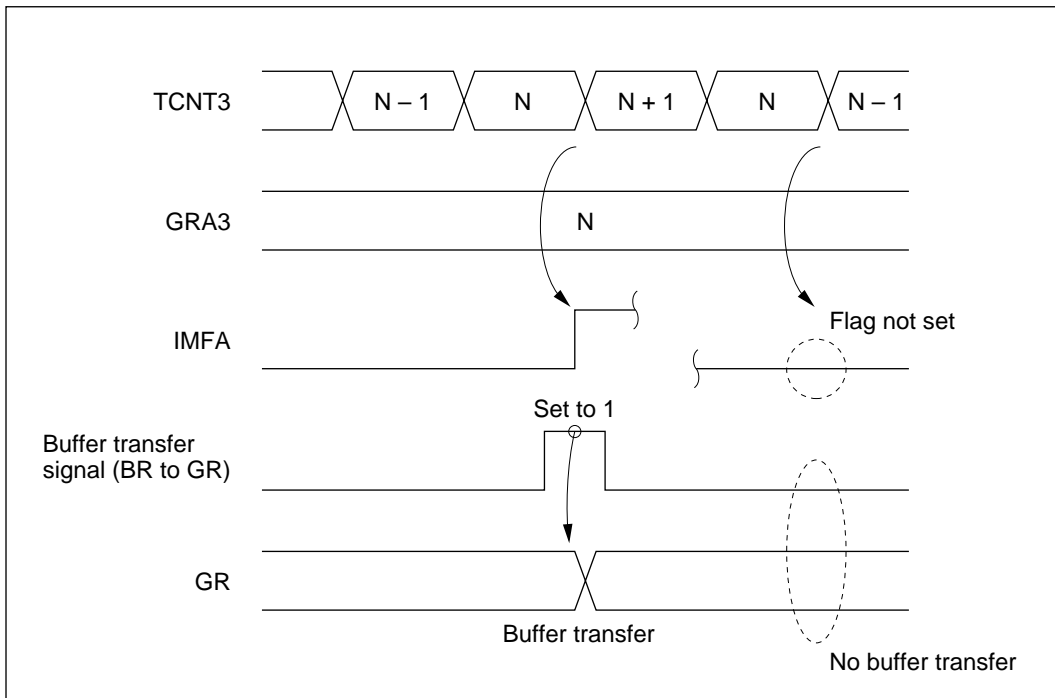 TCNT3
N – 1
N
N + 1
N
N – 1
GRA3
N
IMFA
Flag not set
Set to 1
Buffer transfer
signal (BR to GR)
GR
Buffer transfer
No buffer transfer